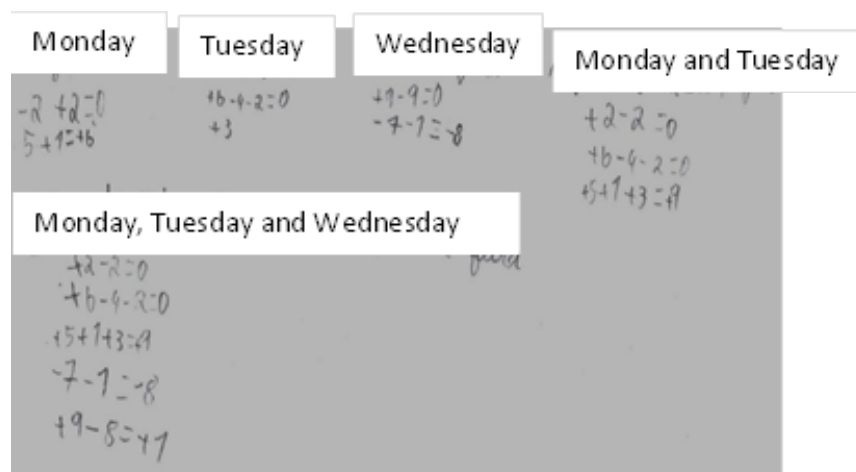 Monday
-2 +2=0
5+1=+6
Tuesday
+6-4-2=0
+3
Wednesday
+1-9=0
-7-1=-8
Monday and Tuesday
+2-2=0
+6-4-2=0
+5+1+3=+9
Monday, Tuesday and Wednesday
+2-2=0
+6-4-2=0
+5+1+3=+9
-7-1=-8
+9-8=+1